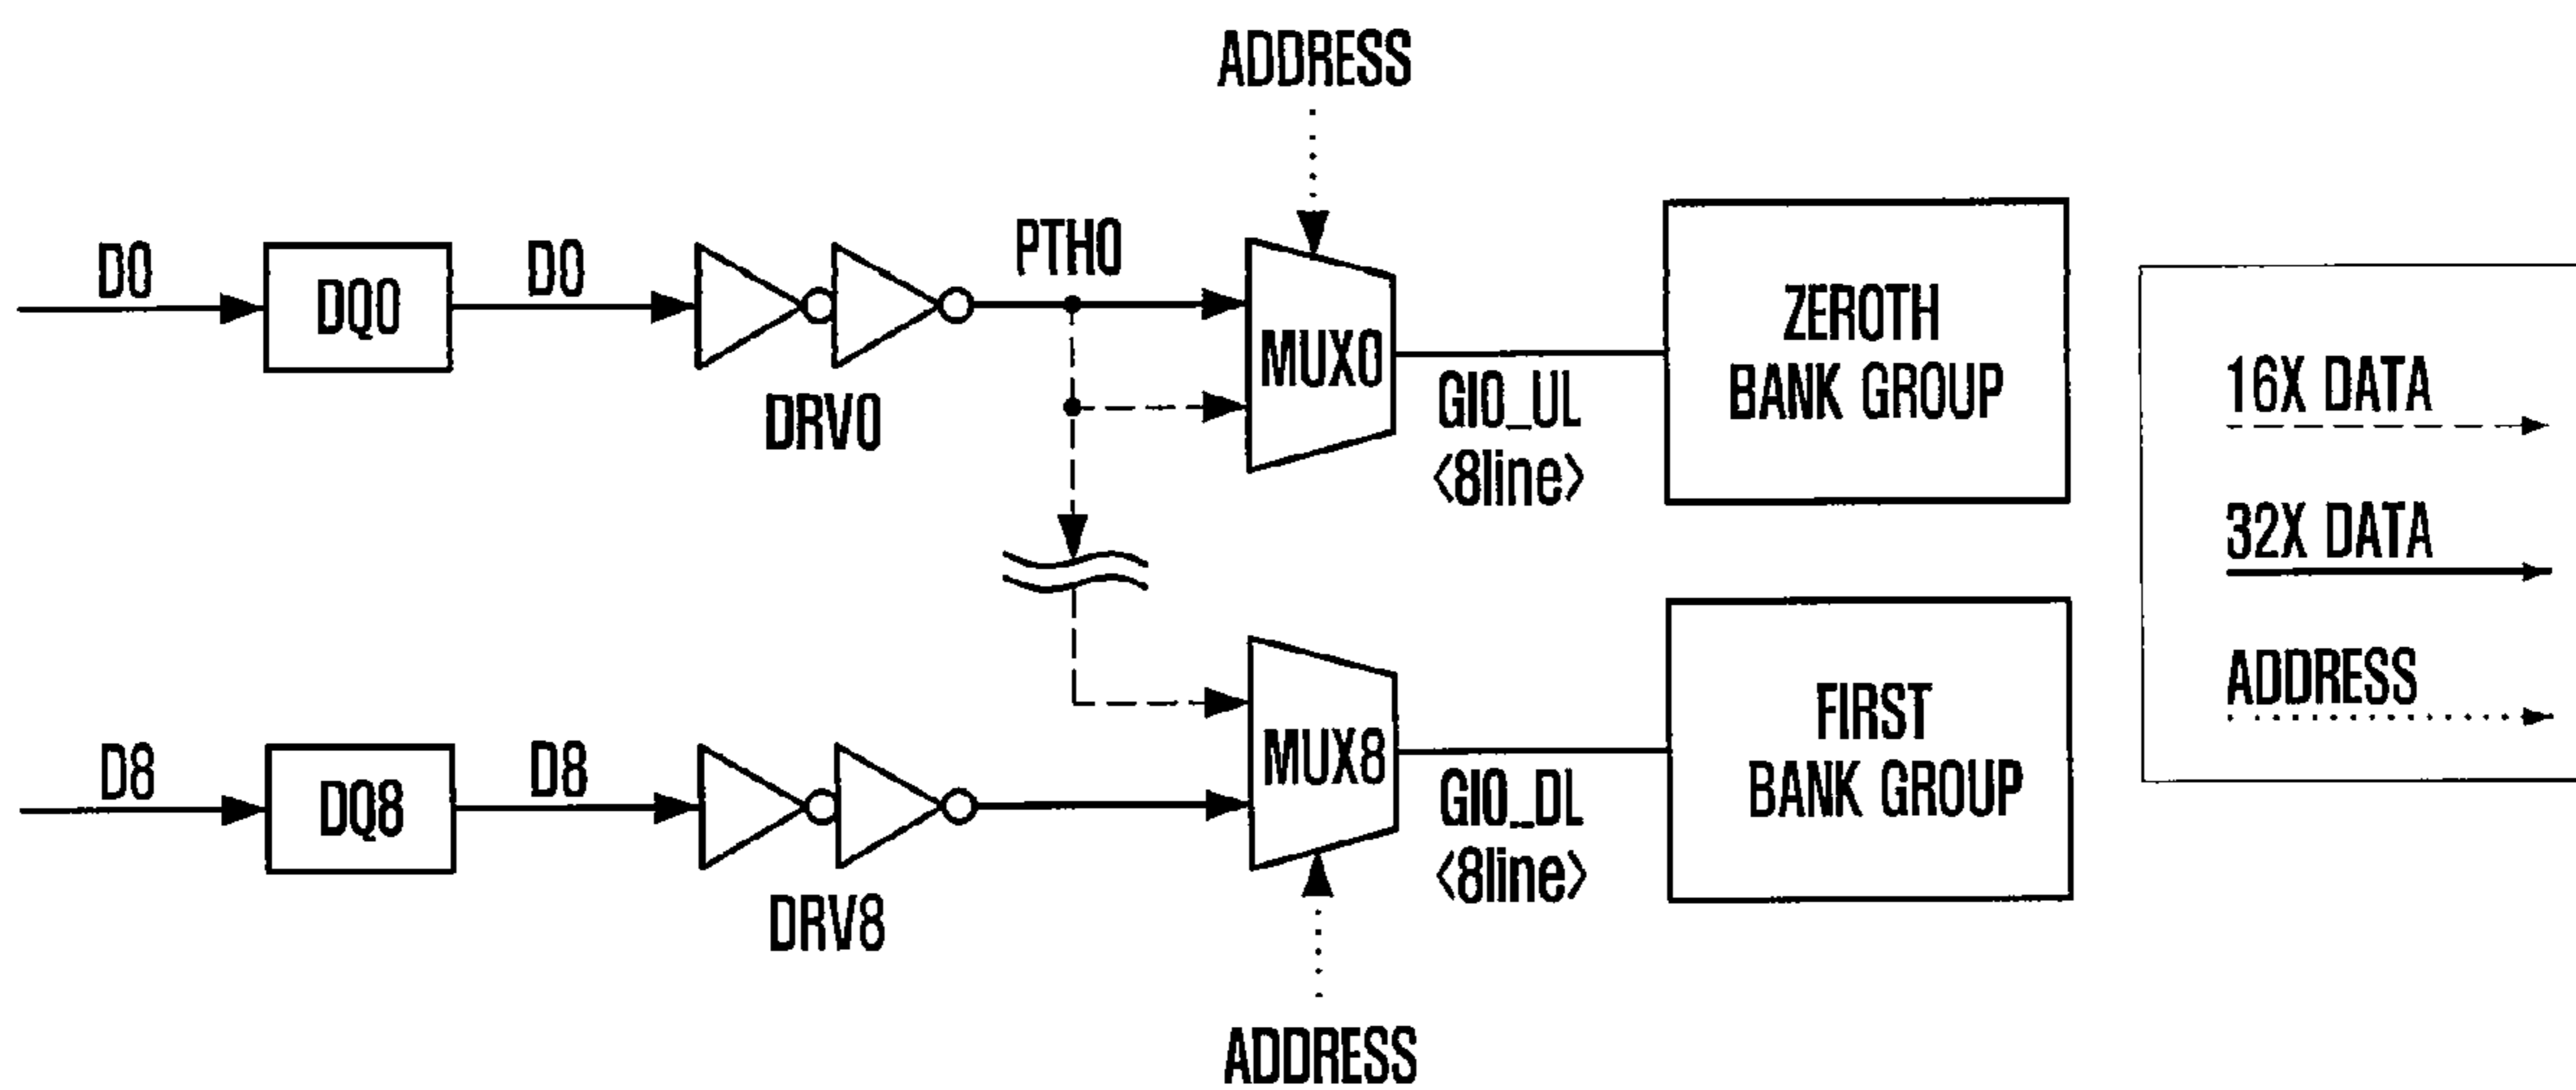 ADDRESS
D0
DQ0
D0
DRV0
PTH0
MUX0
GIO_UL
<8line>
ZEROTH
BANK GROUP
16X DATA
32X DATA
ADDRESS
D8
DQ8
D8
DRV8
MUX8
GIO_DL
<8line>
FIRST
BANK GROUP
ADDRESS